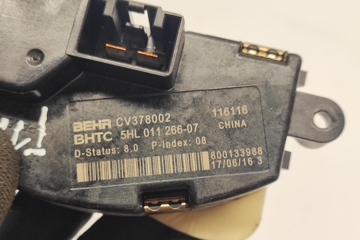 BEHR CV378002 116116
BHTC 5HL 011 266-07 CHINA
D-Status: 8.0 P-Index: 08
800133988
17/06/16 3